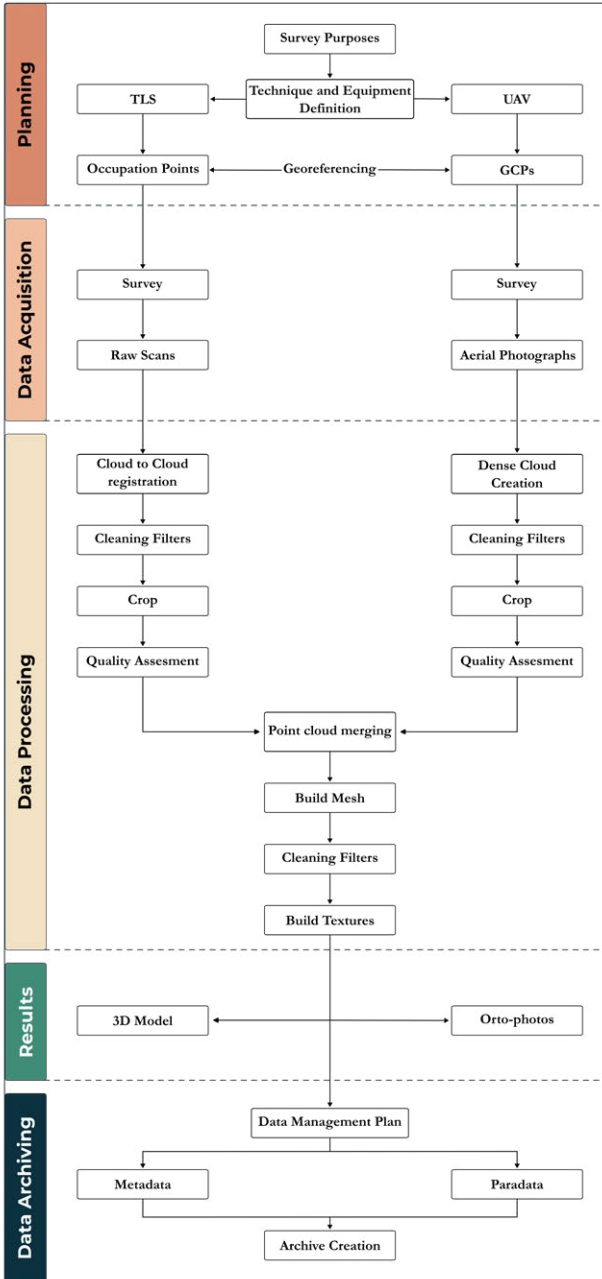 Planning
Survey Purposes
TLS
Technique and Equipment
Definition
UAV
Occupation Points
Georeferencing
GCPs
Data Acquisition
Survey
Survey
Raw Scans
Aerial Photographs
Data Processing
Cloud to Cloud
registration
Dense Cloud
Creation
Cleaning Filters
Cleaning Filters
Crop
Crop
Quality Assesment
Quality Assesment
Point cloud merging
Build Mesh
Cleaning Filters
Build Textures
Results
3D Model
Orto-photos
Data Archiving
Data Management Plan
Metadata
Paradata
Archive Creation